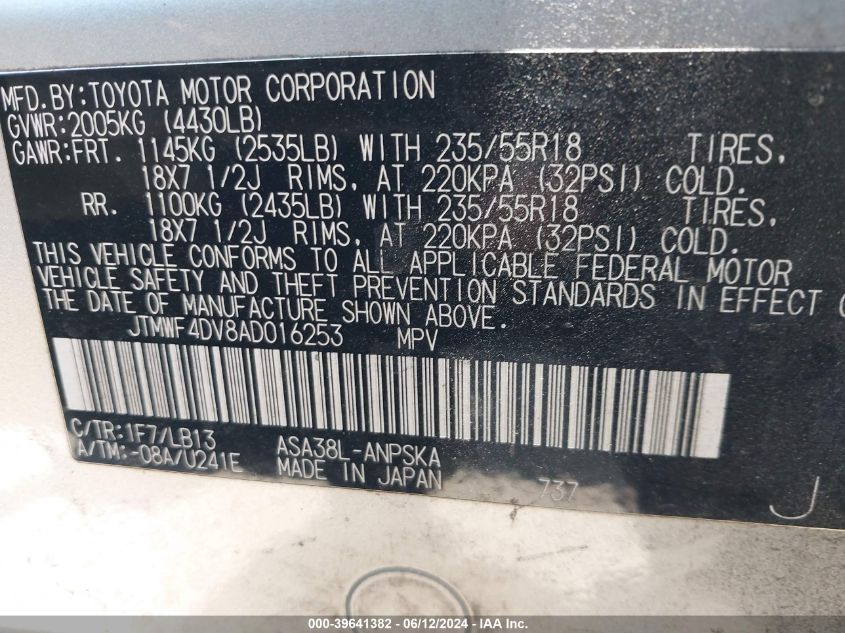 MFD.BY:TOYOTA MOTOR CORPORATION
GVWR:2005KG (4430LB)
GAWR:FRT. 1145KG (2535LB) WITH 235/55R18 TIRES,
18X7 1/2J RIMS, AT 220KPA (32PSI) COLD.
RR. 1100KG (2435LB) WITH 235/55R18 TIRES,
18X7 1/2J RIMS, AT 220KPA (32PSI) COLD.
THIS VEHICLE CONFORMS TO ALL APPLICABLE FEDERAL MOTOR
VEHICLE SAFETY AND THEFT PREVENTION STANDARDS IN EFFECT
THE DATE OF MANUFACTURE SHOWN ABOVE.
JTMWF4DV8AD016253 MPV
C/TR:1F7/LB13 ASA38L-ANPSKA
A/TM:-08A/U241E MADE IN JAPAN 737 J
000-39641382 - 06/12/2024 - IAA Inc.